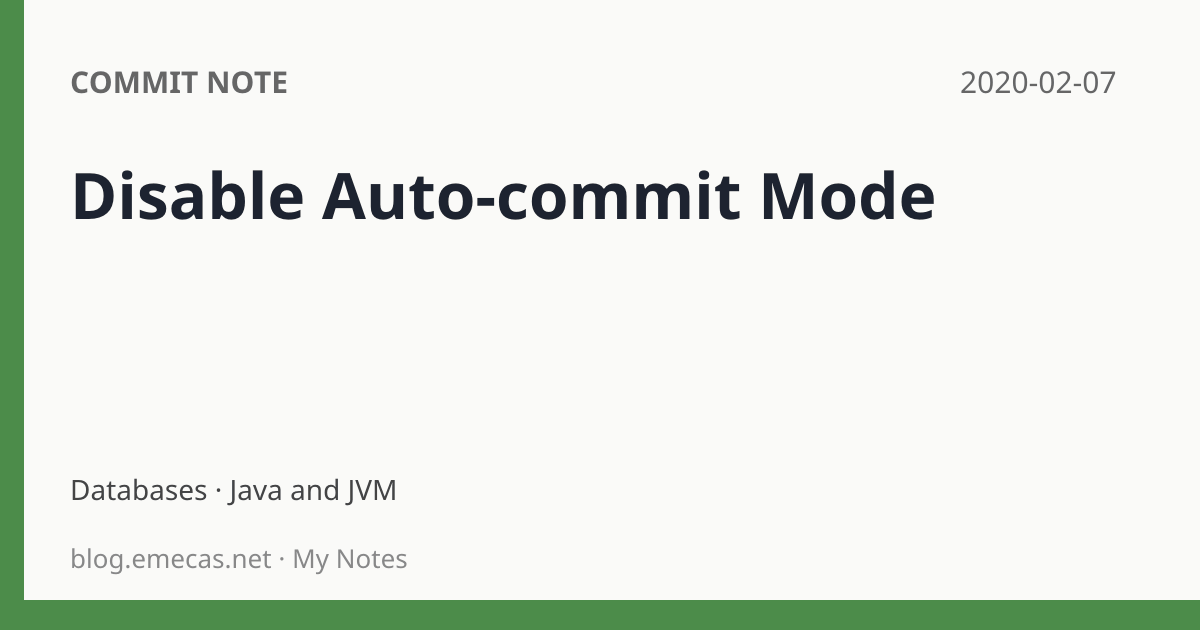 COMMIT NOTE
2020-02-07
Disable Auto-commit Mode
Databases · Java and JVM
blog.emecas.net · My Notes